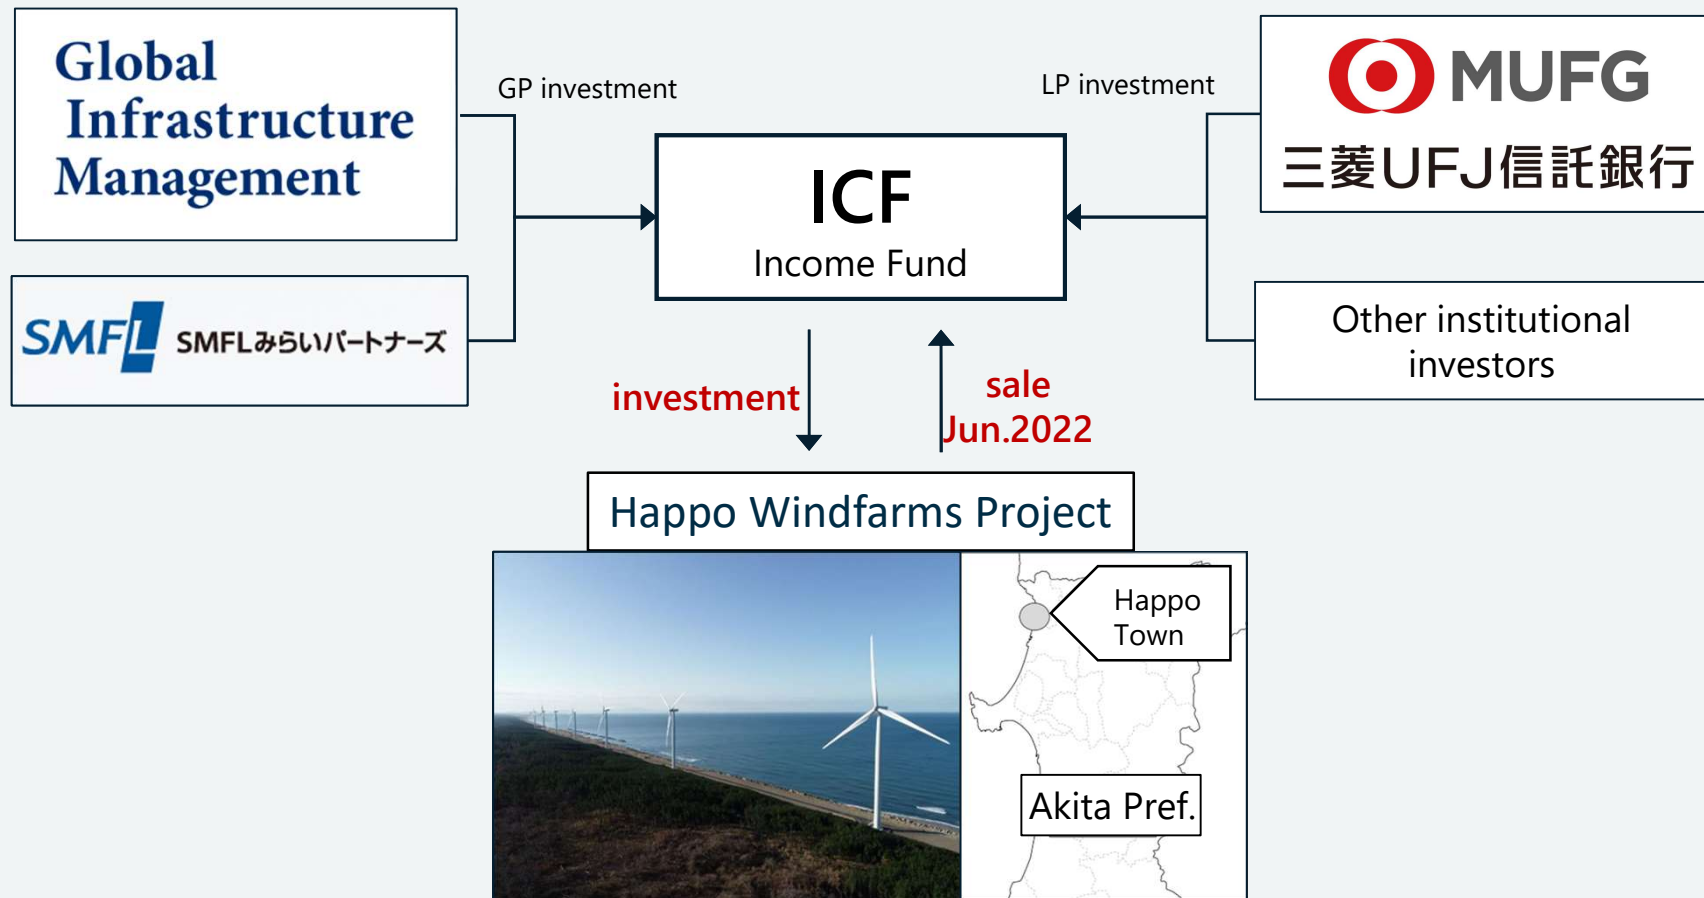 Global
Infrastructure
Management
GP investment
SMFL SMFLみらいパートナーズ
ICF
Income Fund
LP investment
MUFG
三菱UFJ信託銀行
Other institutional
investors
investment
sale
Jun.2022
Happo Windfarms Project
Happo
Town
Akita Pref.